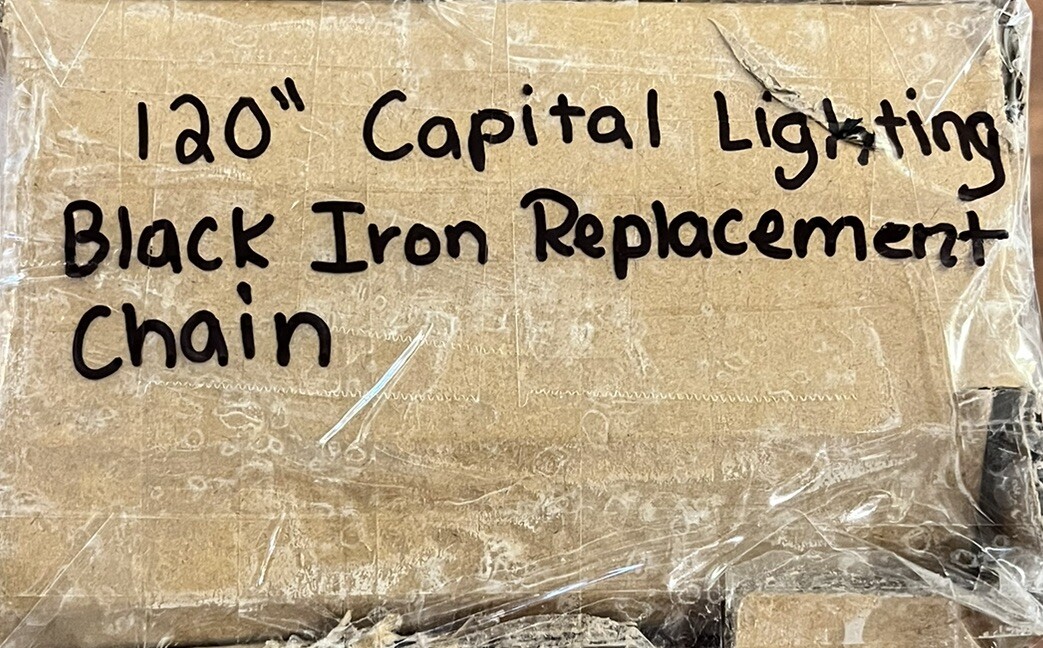 120" Capital Lighting
Black Iron Replacement
Chain